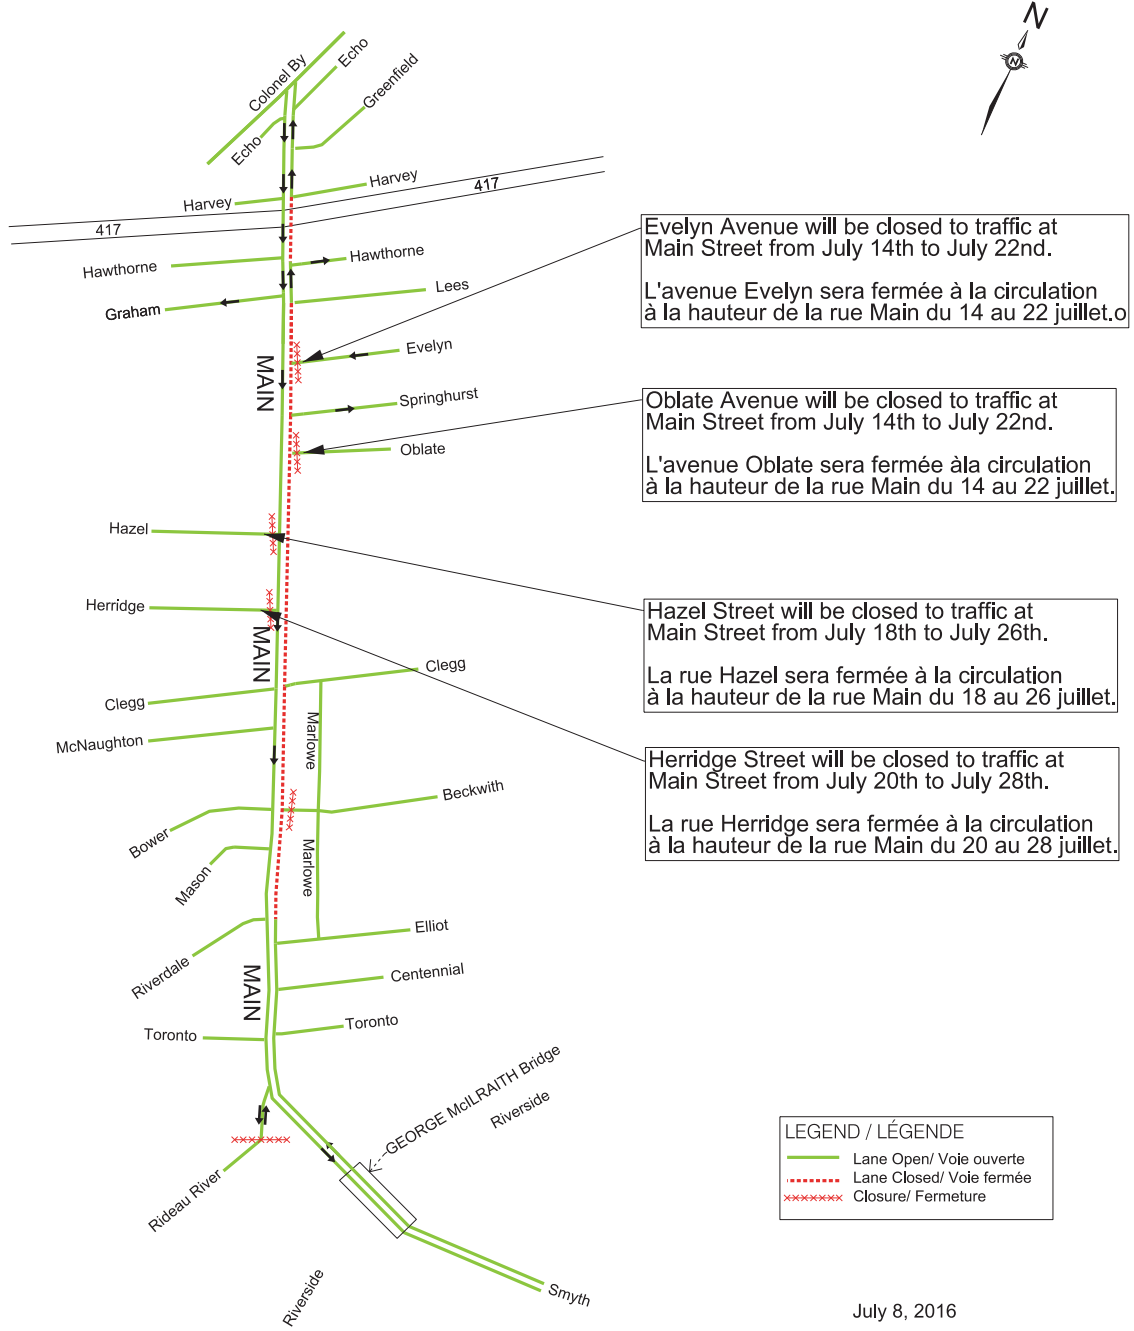 N
N
Colonel By
Echo
Greenfield
Echo
Harvey
Harvey
417
417
Hawthorne
Hawthorne
Lees
Graham
Evelyn
MAIN
Springhurst
Oblate
Hazel
Herridge
MAIN
Clegg
Clegg
Marlowe
McNaughton
Beckwith
Bower
Marlowe
Mason
Elliot
Riverdale
MAIN
Centennial
Toronto
Toronto
GEORGE McILRAITH Bridge
Riverside
Rideau River
Riverside
Smyth
Evelyn Avenue will be closed to traffic at
Main Street from July 14th to July 22nd.
L'avenue Evelyn sera fermée à la circulation
à la hauteur de la rue Main du 14 au 22 juillet.o
Oblate Avenue will be closed to traffic at
Main Street from July 14th to July 22nd.
L'avenue Oblate sera fermée àla circulation
à la hauteur de la rue Main du 14 au 22 juillet.
Hazel Street will be closed to traffic at
Main Street from July 18th to July 26th.
La rue Hazel sera fermée à la circulation
à la hauteur de la rue Main du 18 au 26 juillet.
Herridge Street will be closed to traffic at
Main Street from July 20th to July 28th.
La rue Herridge sera fermée à la circulation
à la hauteur de la rue Main du 20 au 28 juillet.
LEGEND / LÉGENDE
Lane Open/ Voie ouverte
Lane Closed/ Voie fermée
Closure/ Fermeture
July 8, 2016